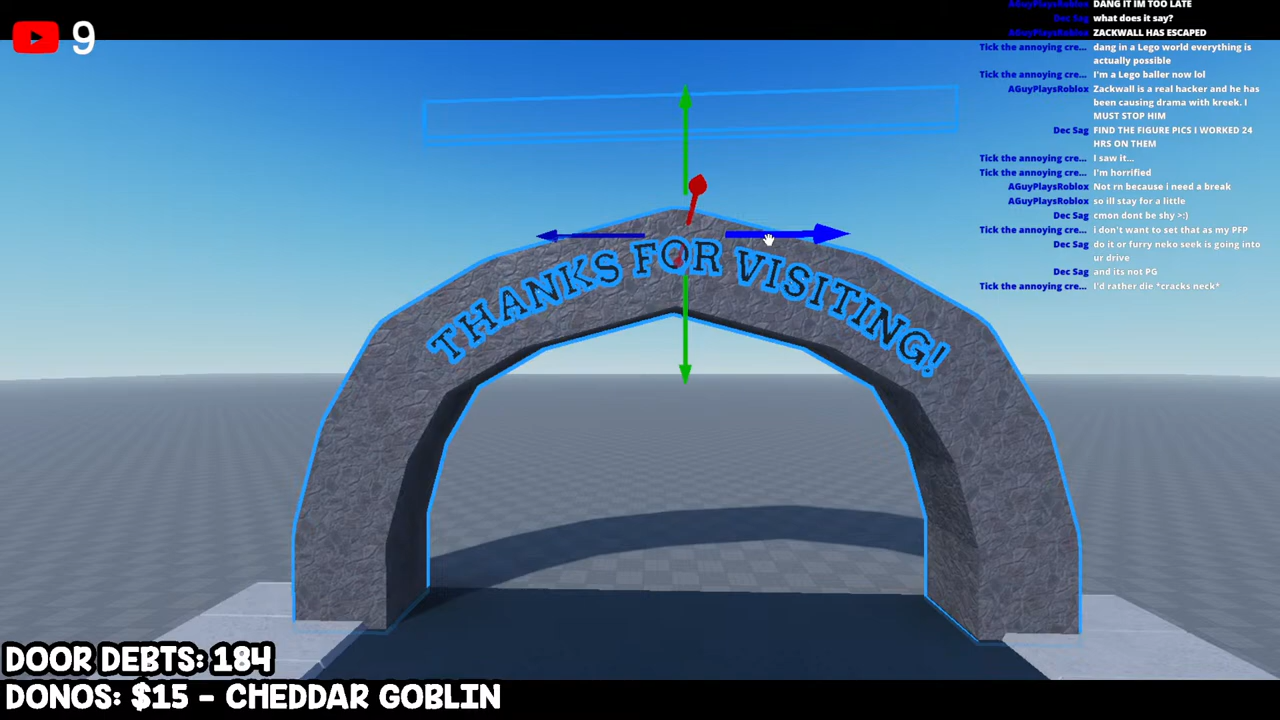 9
AGuyPlaysRoblox DANG IT IM TOO LATE
Dec Sag what does it say?
AGuyPlaysRoblox ZACKWALL HAS ESCAPED
Tick the annoying cre... dang in a Lego world everything is
actually possible
Tick the annoying cre... I'm a Lego baller now lol
AGuyPlaysRoblox Zackwall is a real hacker and he has
been causing drama with kreek. I
MUST STOP HIM
Dec Sag FIND THE FIGURE PICS I WORKED 24
HRS ON THEM
Tick the annoying cre... I saw it...
Tick the annoying cre... I'm horrified
AGuyPlaysRoblox Not rn because i need a break
AGuyPlaysRoblox so ill stay for a little
Dec Sag cmon dont be shy >:)
Tick the annoying cre... i don't want to set that as my PFP
Dec Sag do it or furry neko seek is going into
ur drive
Dec Sag and its not PG
Tick the annoying cre... I'd rather die *cracks neck*
THANKS FOR VISITING!
DOOR DEBTS: 184
DONOS: $15 - CHEDDAR GOBLIN